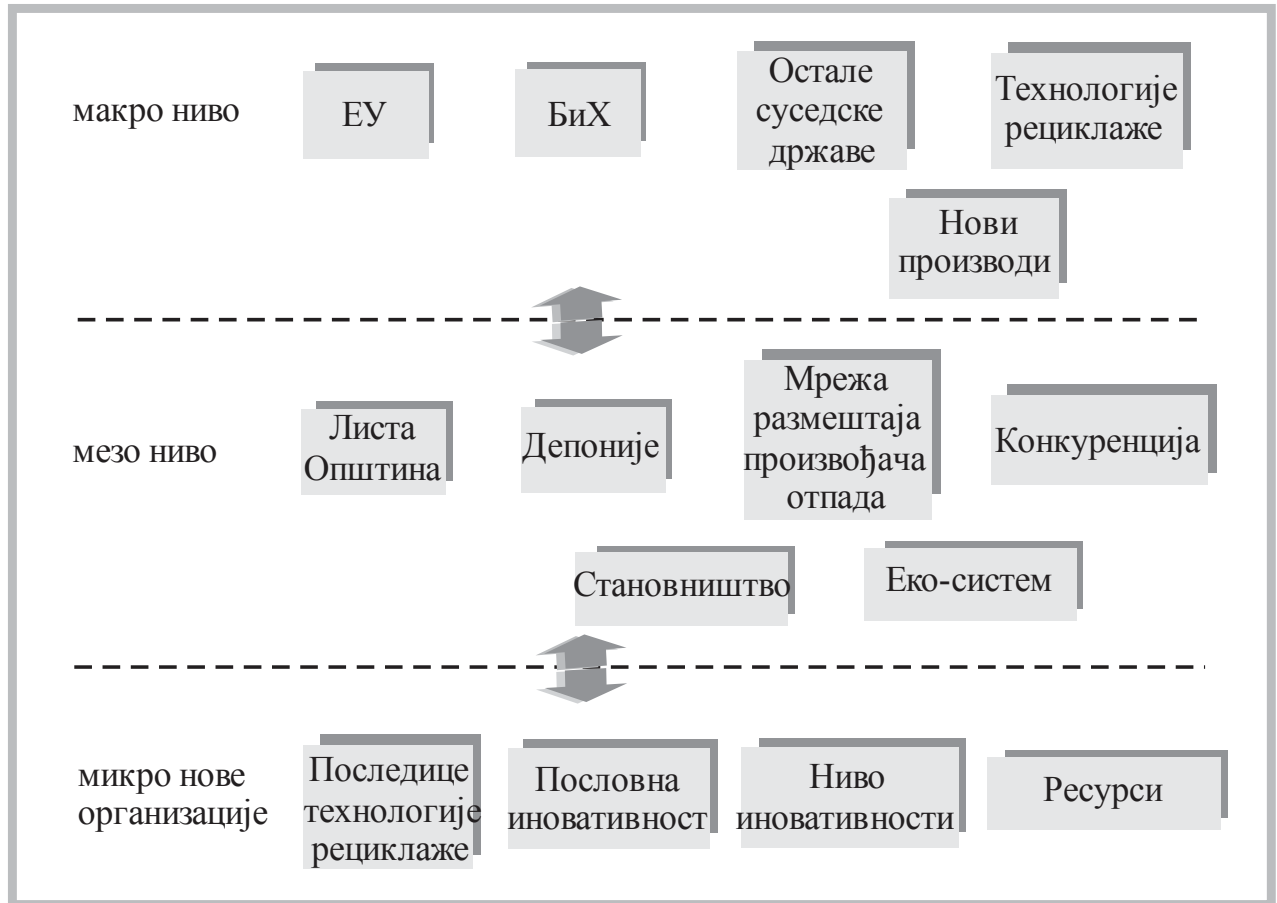 макро ниво
ЕУ
БиХ
Остале
суседске
државе
Технологије
рециклаже
Нови
производи
мезо ниво
Листа
Општина
Депоније
Мрежа
размештаја
произвођача
отпада
Конкуренција
Становништво
Еко-систем
микро нове
организације
Последице
технологије
рециклаже
Пословна
иновативност
Ниво
иновативности
Ресурси